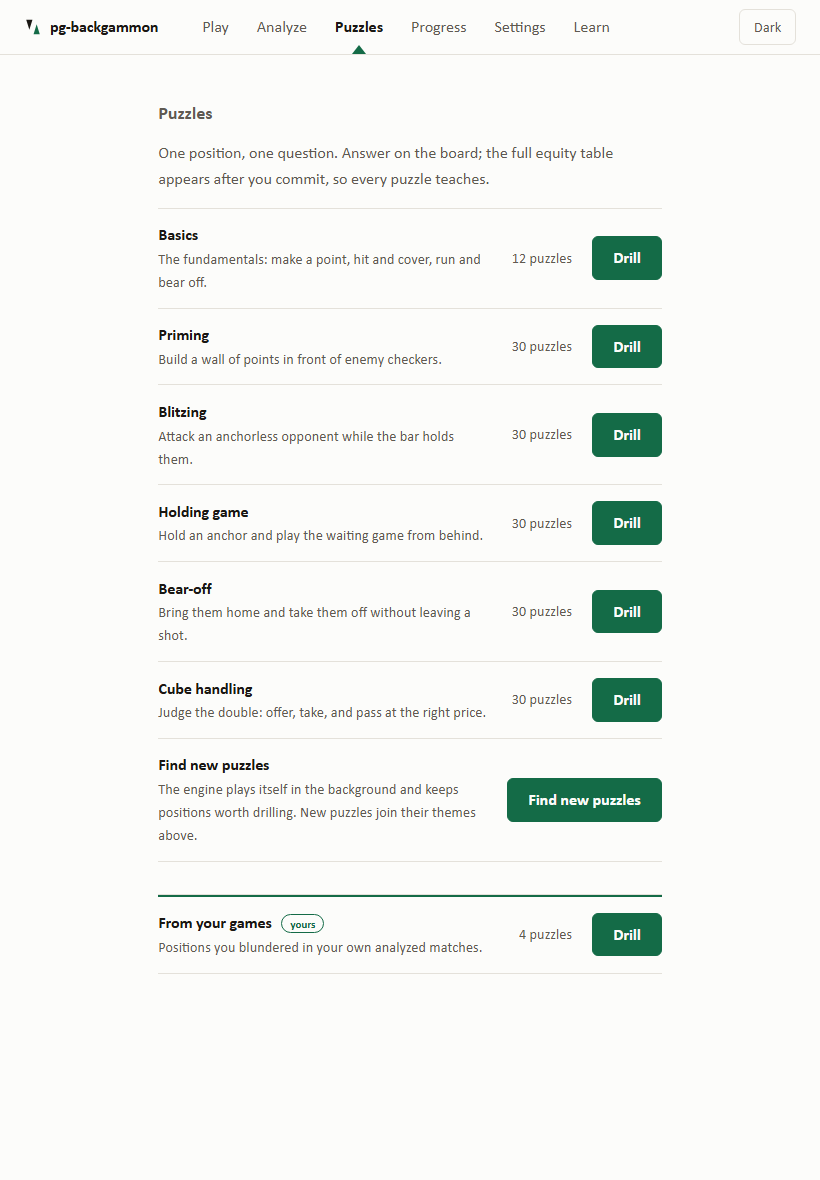 pg-backgammon Play Analyze Puzzles Progress Settings Learn Dark
Puzzles
One position, one question. Answer on the board; the full equity table
appears after you commit, so every puzzle teaches.
Basics
The fundamentals: make a point, hit and cover, run and
bear off.
12 puzzles Drill
Priming
Build a wall of points in front of enemy checkers.
30 puzzles Drill
Blitzing
Attack an anchorless opponent while the bar holds
them.
30 puzzles Drill
Holding game
Hold an anchor and play the waiting game from behind.
30 puzzles Drill
Bear-off
Bring them home and take them off without leaving a
shot.
30 puzzles Drill
Cube handling
Judge the double: offer, take, and pass at the right price.
30 puzzles Drill
Find new puzzles
The engine plays itself in the background and keeps
positions worth drilling. New puzzles join their themes
above.
Find new puzzles
From your games yours
Positions you blundered in your own analyzed matches.
4 puzzles Drill